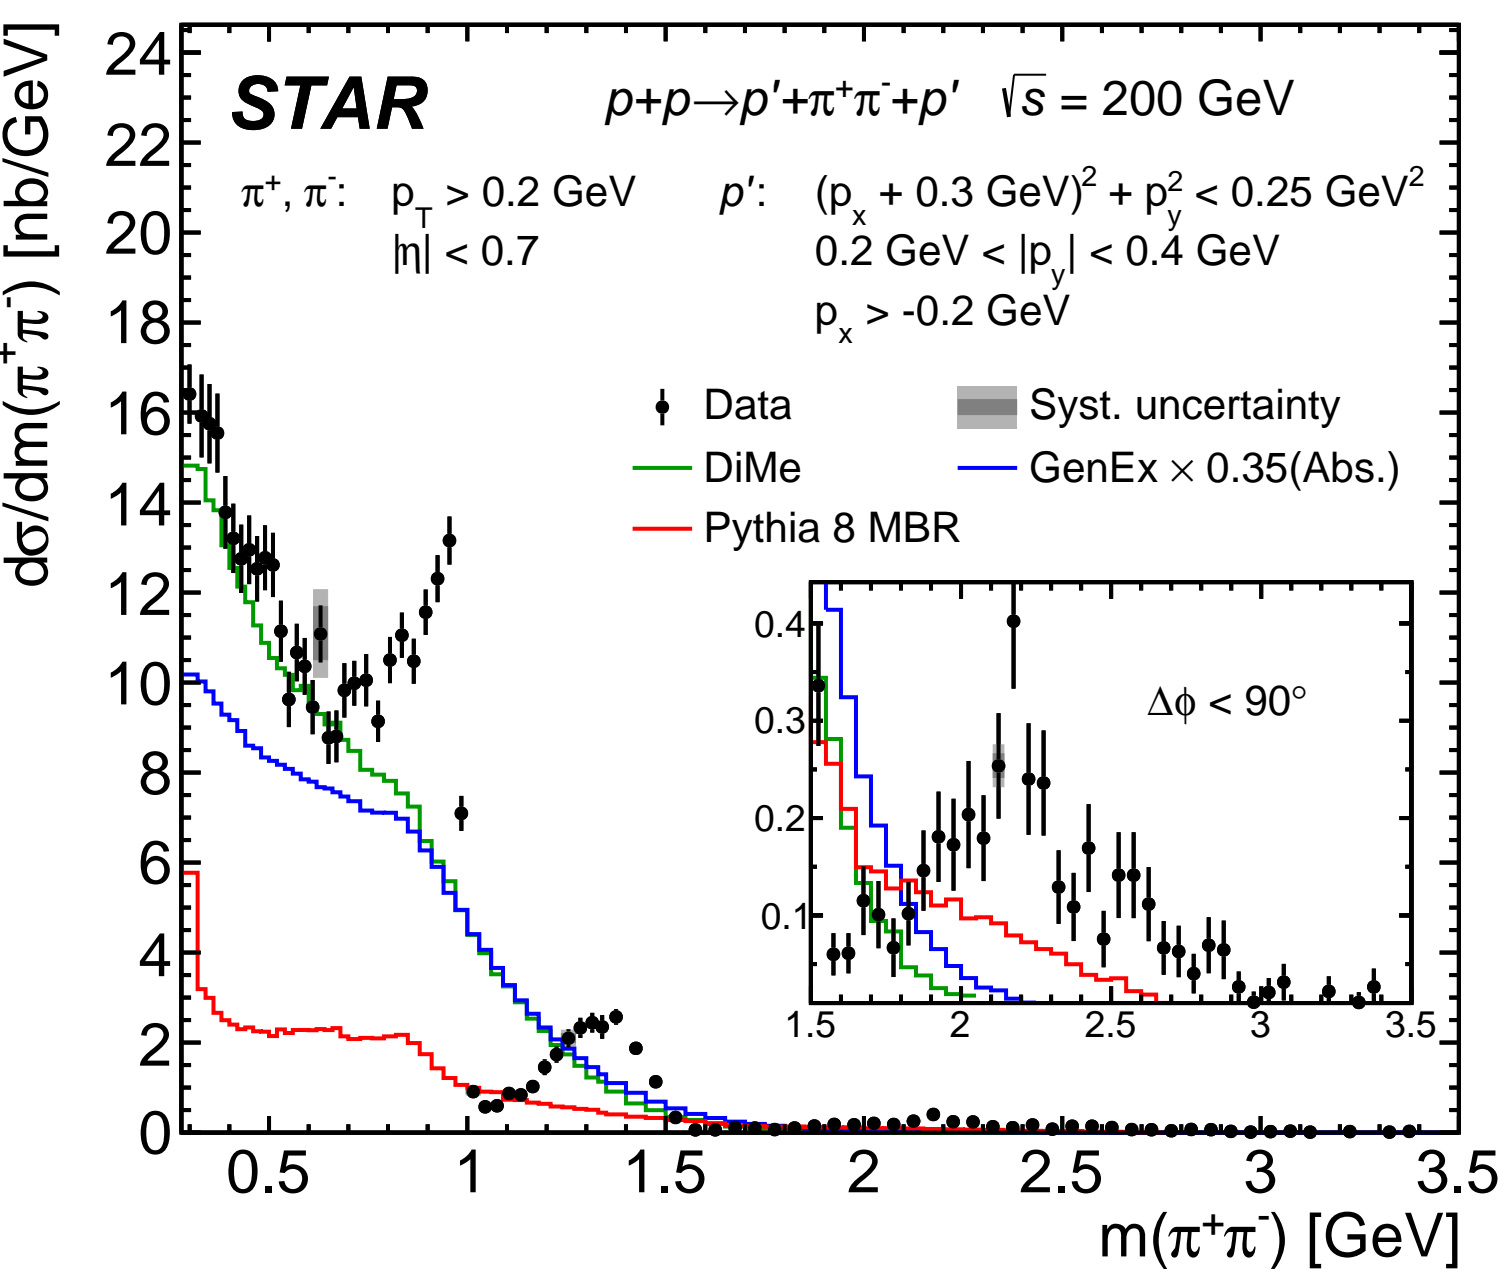 STAR
p+p→p′+π⁺π⁻+p′ √s = 200 GeV
π⁺, π⁻: p_T > 0.2 GeV p′: (p_x + 0.3 GeV)² + p_y² < 0.25 GeV²
|η| < 0.7 0.2 GeV < |p_y| < 0.4 GeV
p_x > -0.2 GeV
Data Syst. uncertainty
DiMe GenEx × 0.35(Abs.)
Pythia 8 MBR
Δϕ < 90°
0.4
0.3
0.2
0.1
1.5 2 2.5 3 3.5
dσ/dm(π⁺π⁻) [nb/GeV]
24
22
20
18
16
14
12
10
8
6
4
2
0
0.5 1 1.5 2 2.5 3 3.5
m(π⁺π⁻) [GeV]